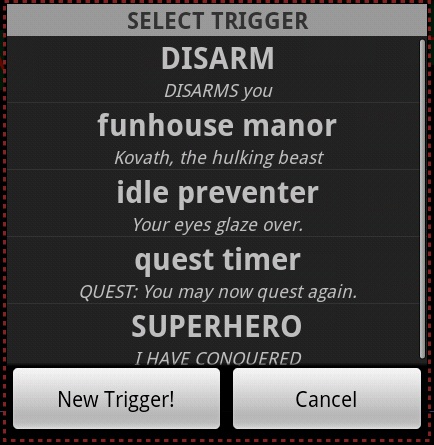 SELECT TRIGGER
DISARM
DISARMS you
funhouse manor
Kovath, the hulking beast
idle preventer
Your eyes glaze over.
quest timer
QUEST: You may now quest again.
SUPERHERO
I HAVE CONQUERED
New Trigger!
Cancel